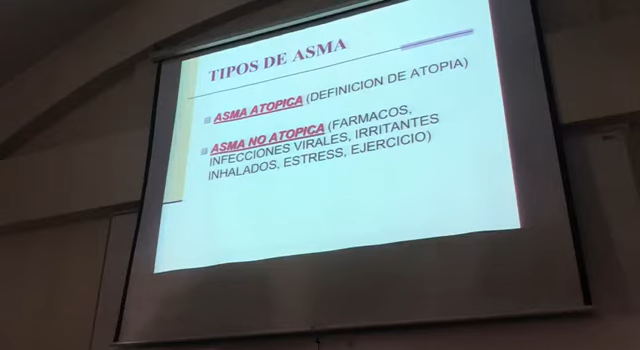 TIPOS DE ASMA
ASMA ATOPICA (DEFINICION DE ATOPIA)
ASMA NO ATOPICA (FARMACOS,
INFECCIONES VIRALES, IRRITANTES
INHALADOS, ESTRESS, EJERCICIO)